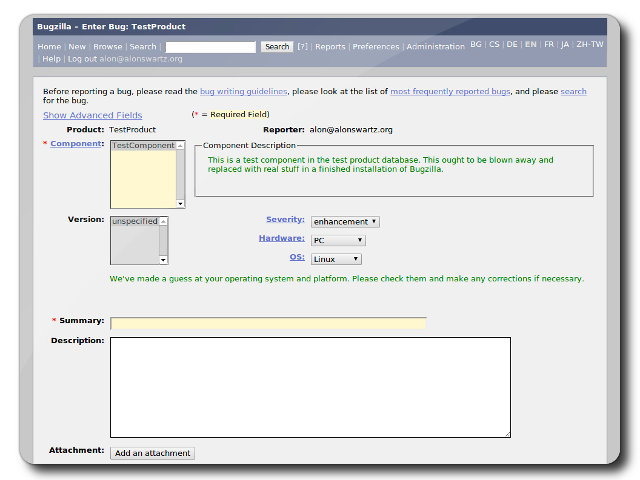 Bugzilla – Enter Bug: TestProduct
Home | New | Browse | Search | Search [?] | Reports | Preferences | Administration BG | CS | DE | EN | FR | JA | ZH-TW
| Help | Log out alon@alonswartz.org
Before reporting a bug, please read the bug writing guidelines, please look at the list of most frequently reported bugs, and please search
for the bug.
Show Advanced Fields (* = Required Field)
Product: TestProduct Reporter: alon@alonswartz.org
* Component: TestComponent Component Description
This is a test component in the test product database. This ought to be blown away and
replaced with real stuff in a finished installation of Bugzilla.
Version: unspecified Severity: enhancement
Hardware: PC
OS: Linux
We've made a guess at your operating system and platform. Please check them and make any corrections if necessary.
* Summary:
Description:
Attachment: Add an attachment